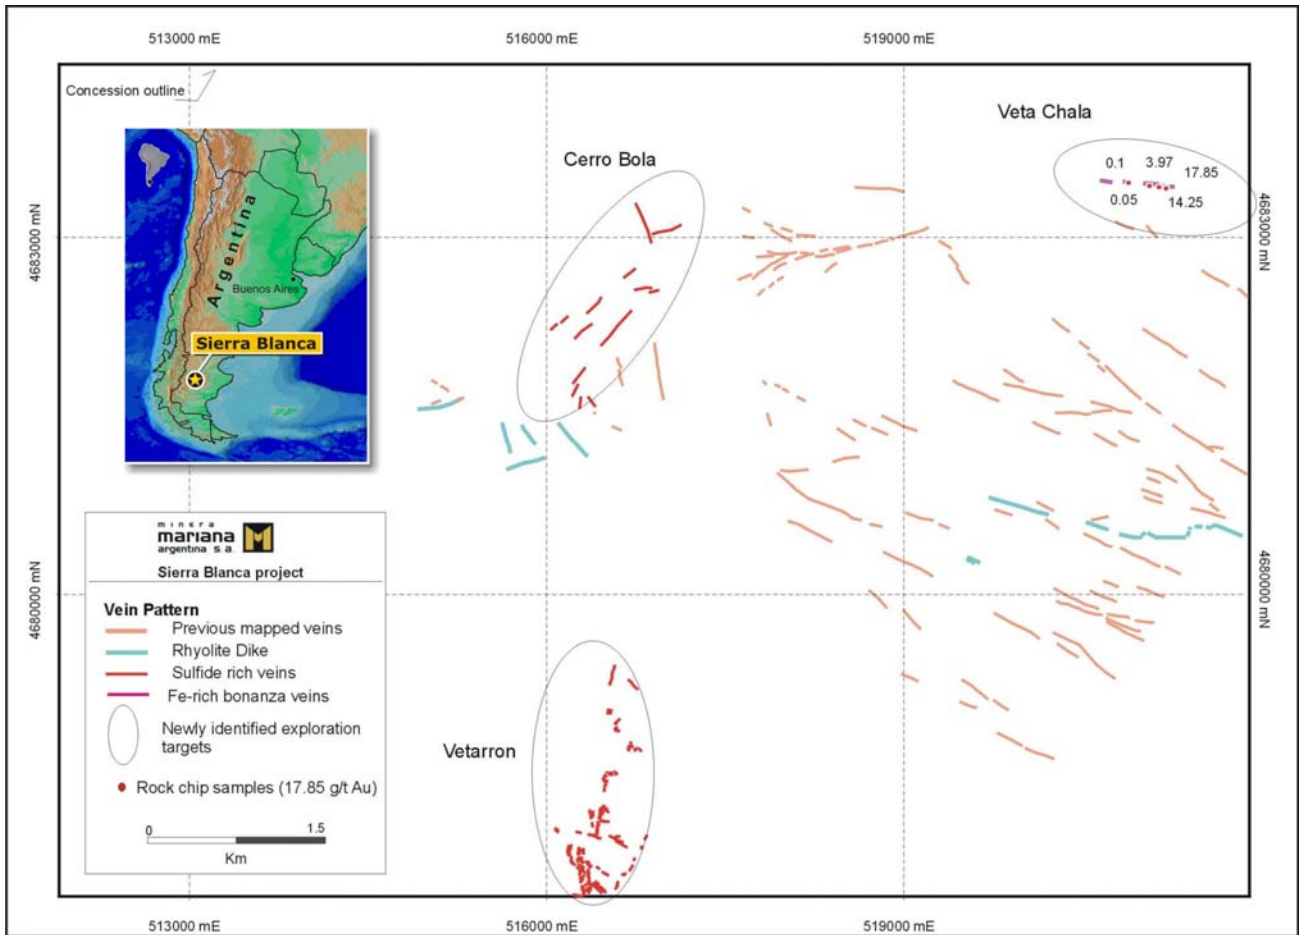 513000 mE
516000 mE
519000 mE
Concession outline
Veta Chala
Cerro Bola
0.1
3.97
17.85
0.05
14.25
4683000 mN
4683000 mN
Argentina
Buenos Aires
Sierra Blanca
minera
mariana
argentina s.a.
M
Sierra Blanca project
4680000 mN
4680000 mN
Vein Pattern
Previous mapped veins
Rhyolite Dike
Sulfide rich veins
Fe-rich bonanza veins
Newly identified exploration
targets
Vetarron
Rock chip samples (17.85 g/t Au)
0
1.5
Km
513000 mE
516000 mE
519000 mE